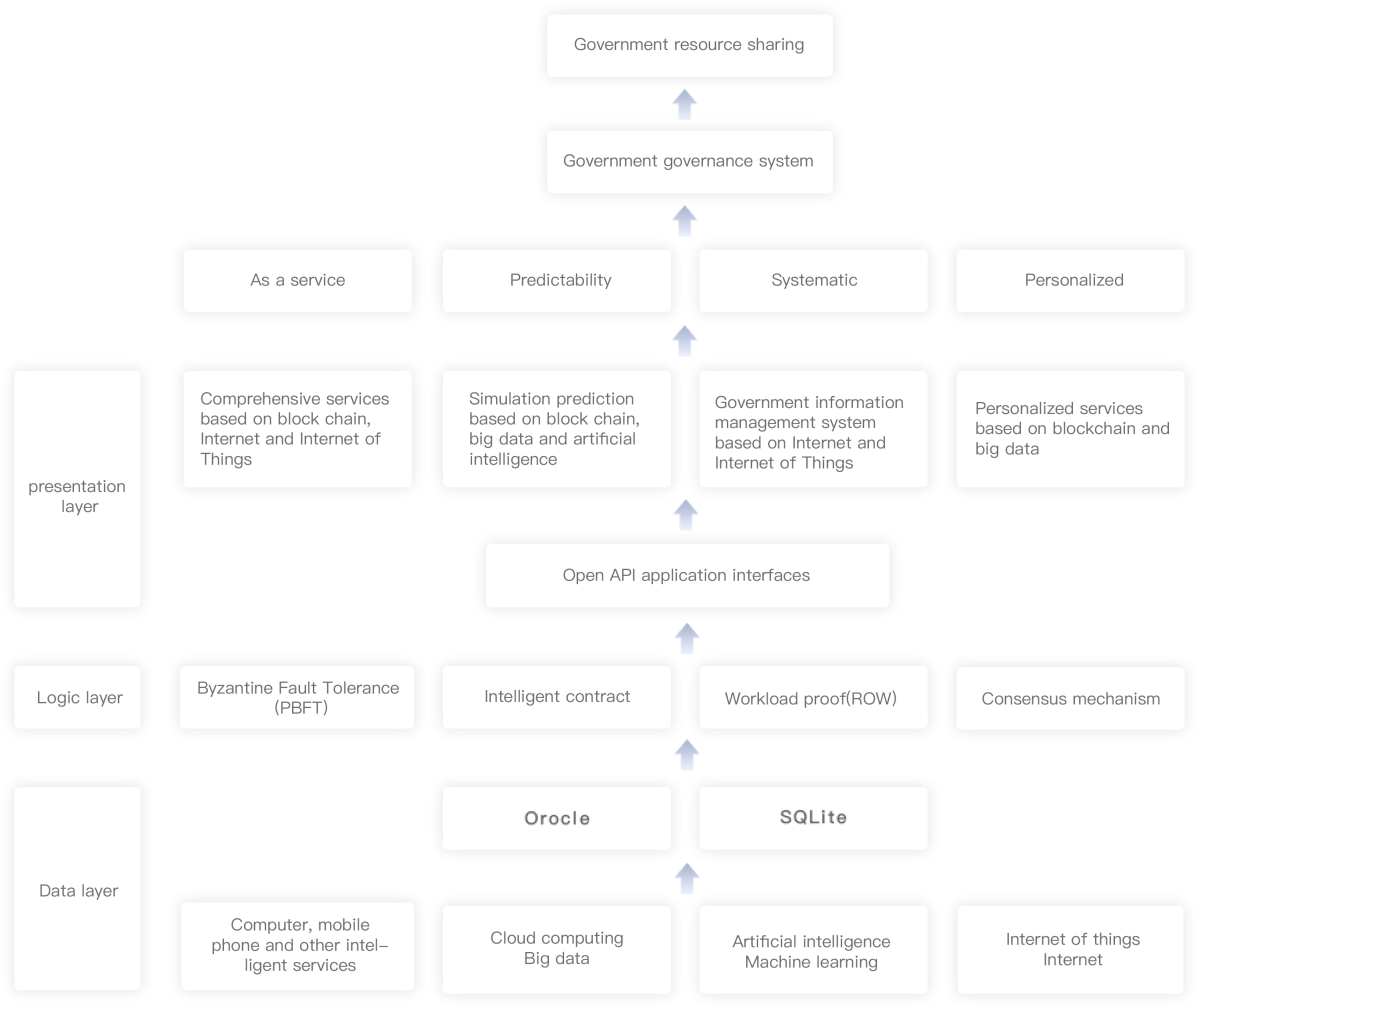 Government resource sharing
Government governance system
As a service
Predictability
Systematic
Personalized
presentation
layer
Comprehensive services
based on block chain,
Internet and Internet of
Things
Simulation prediction
based on block chain,
big data and artificial
intelligence
Government information
management system
based on Internet and
Internet of Things
Personalized services
based on blockchain and
big data
Open API application interfaces
Logic layer
Byzantine Fault Tolerance
(PBFT)
Intelligent contract
Workload proof(ROW)
Consensus mechanism
Data layer
Orocle
SQLite
Computer, mobile
phone and other intel–
ligent services
Cloud computing
Big data
Artificial intelligence
Machine learning
Internet of things
Internet